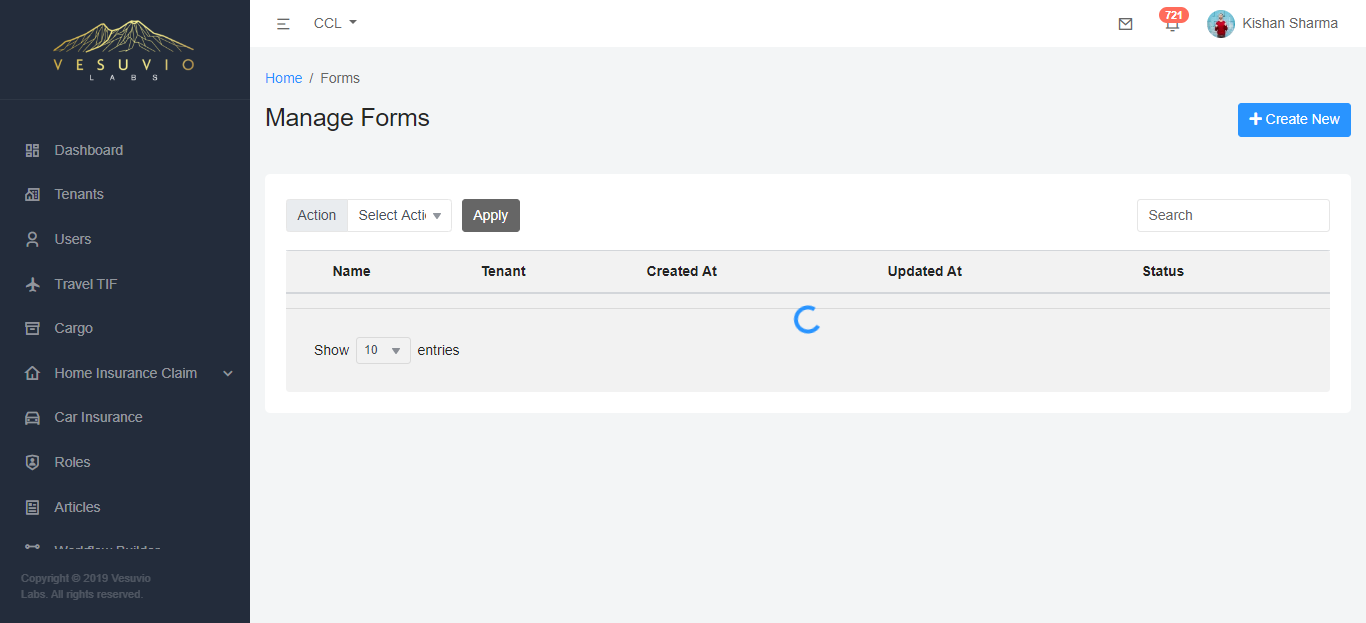 VESUVIO
LABS
CCL
721
Kishan Sharma
Home / Forms
Manage Forms
Create New
Dashboard
Tenants
Users
Travel TIF
Cargo
Home Insurance Claim
Car Insurance
Roles
Articles
Workflow Builder
Copyright © 2019 Vesuvio
Labs. All rights reserved.
Action Select Acti Apply Search
Name Tenant Created At Updated At Status
Show 10 entries